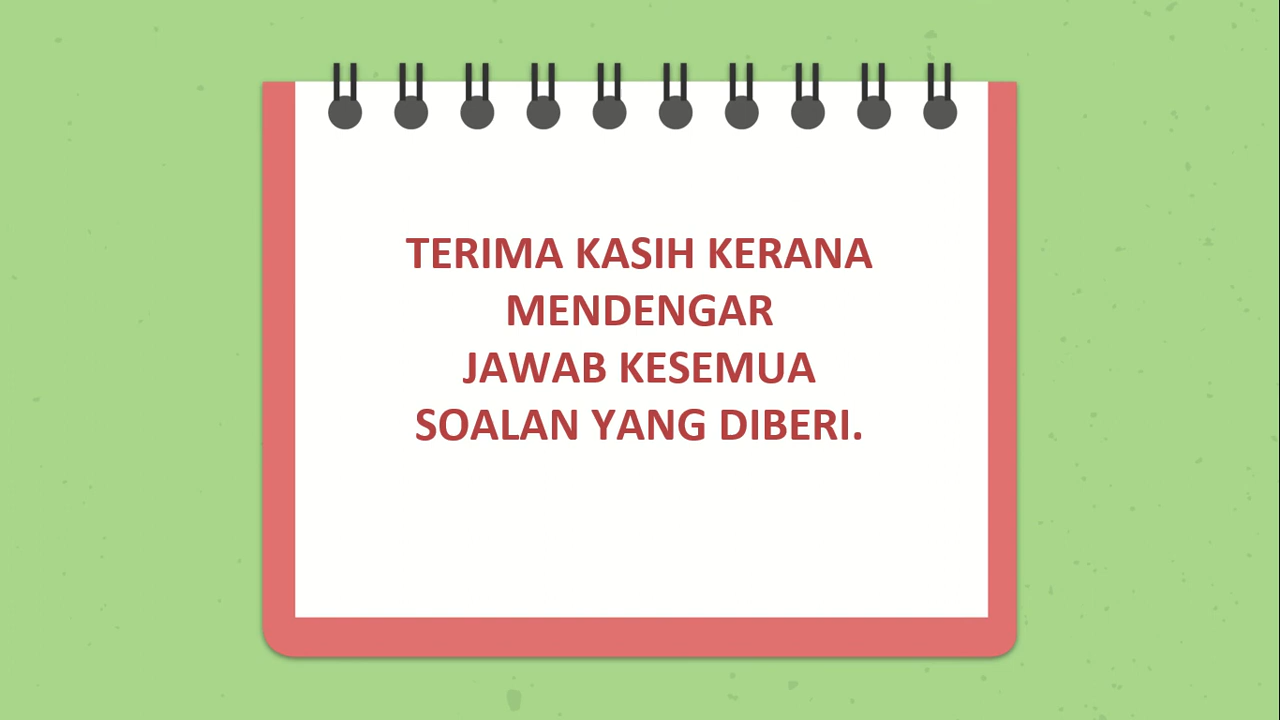 TERIMA KASIH KERANA
MENDENGAR
JAWAB KESEMUA
SOALAN YANG DIBERI.